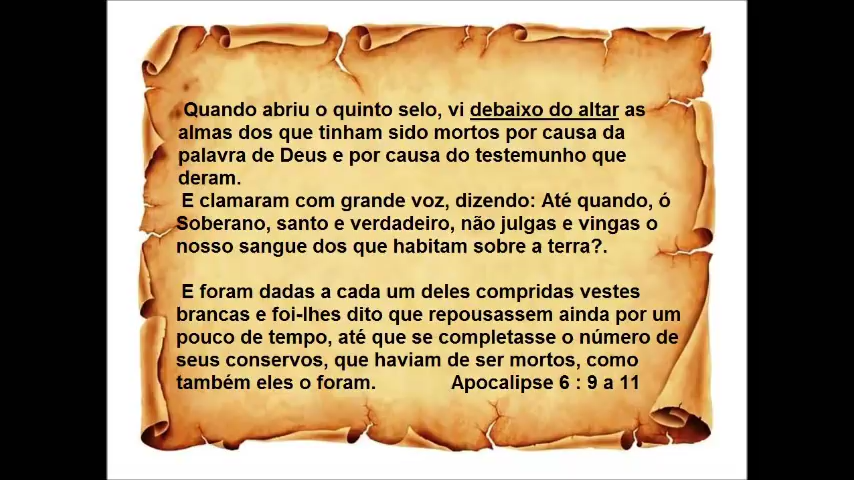 Quando abriu o quinto selo, vi debaixo do altar as
almas dos que tinham sido mortos por causa da
palavra de Deus e por causa do testemunho que
deram.
E clamaram com grande voz, dizendo: Até quando, ó
Soberano, santo e verdadeiro, não julgas e vingas o
nosso sangue dos que habitam sobre a terra?.
E foram dadas a cada um deles compridas vestes
brancas e foi-lhes dito que repousassem ainda por um
pouco de tempo, até que se completasse o número de
seus conservos, que haviam de ser mortos, como
também eles o foram. Apocalipse 6 : 9 a 11